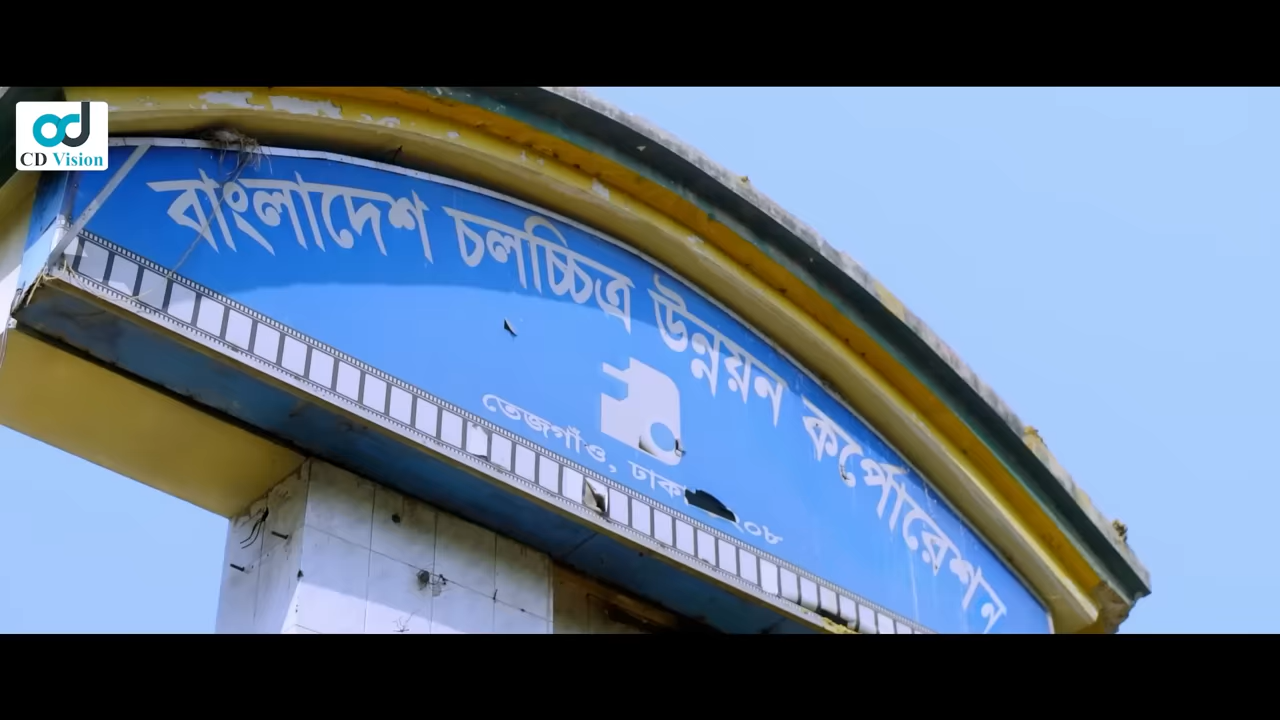 CD Vision
বাংলাদেশ চলচ্চিত্র উন্নয়ন কর্পোরেশন
তেজগাঁও, ঢাকা